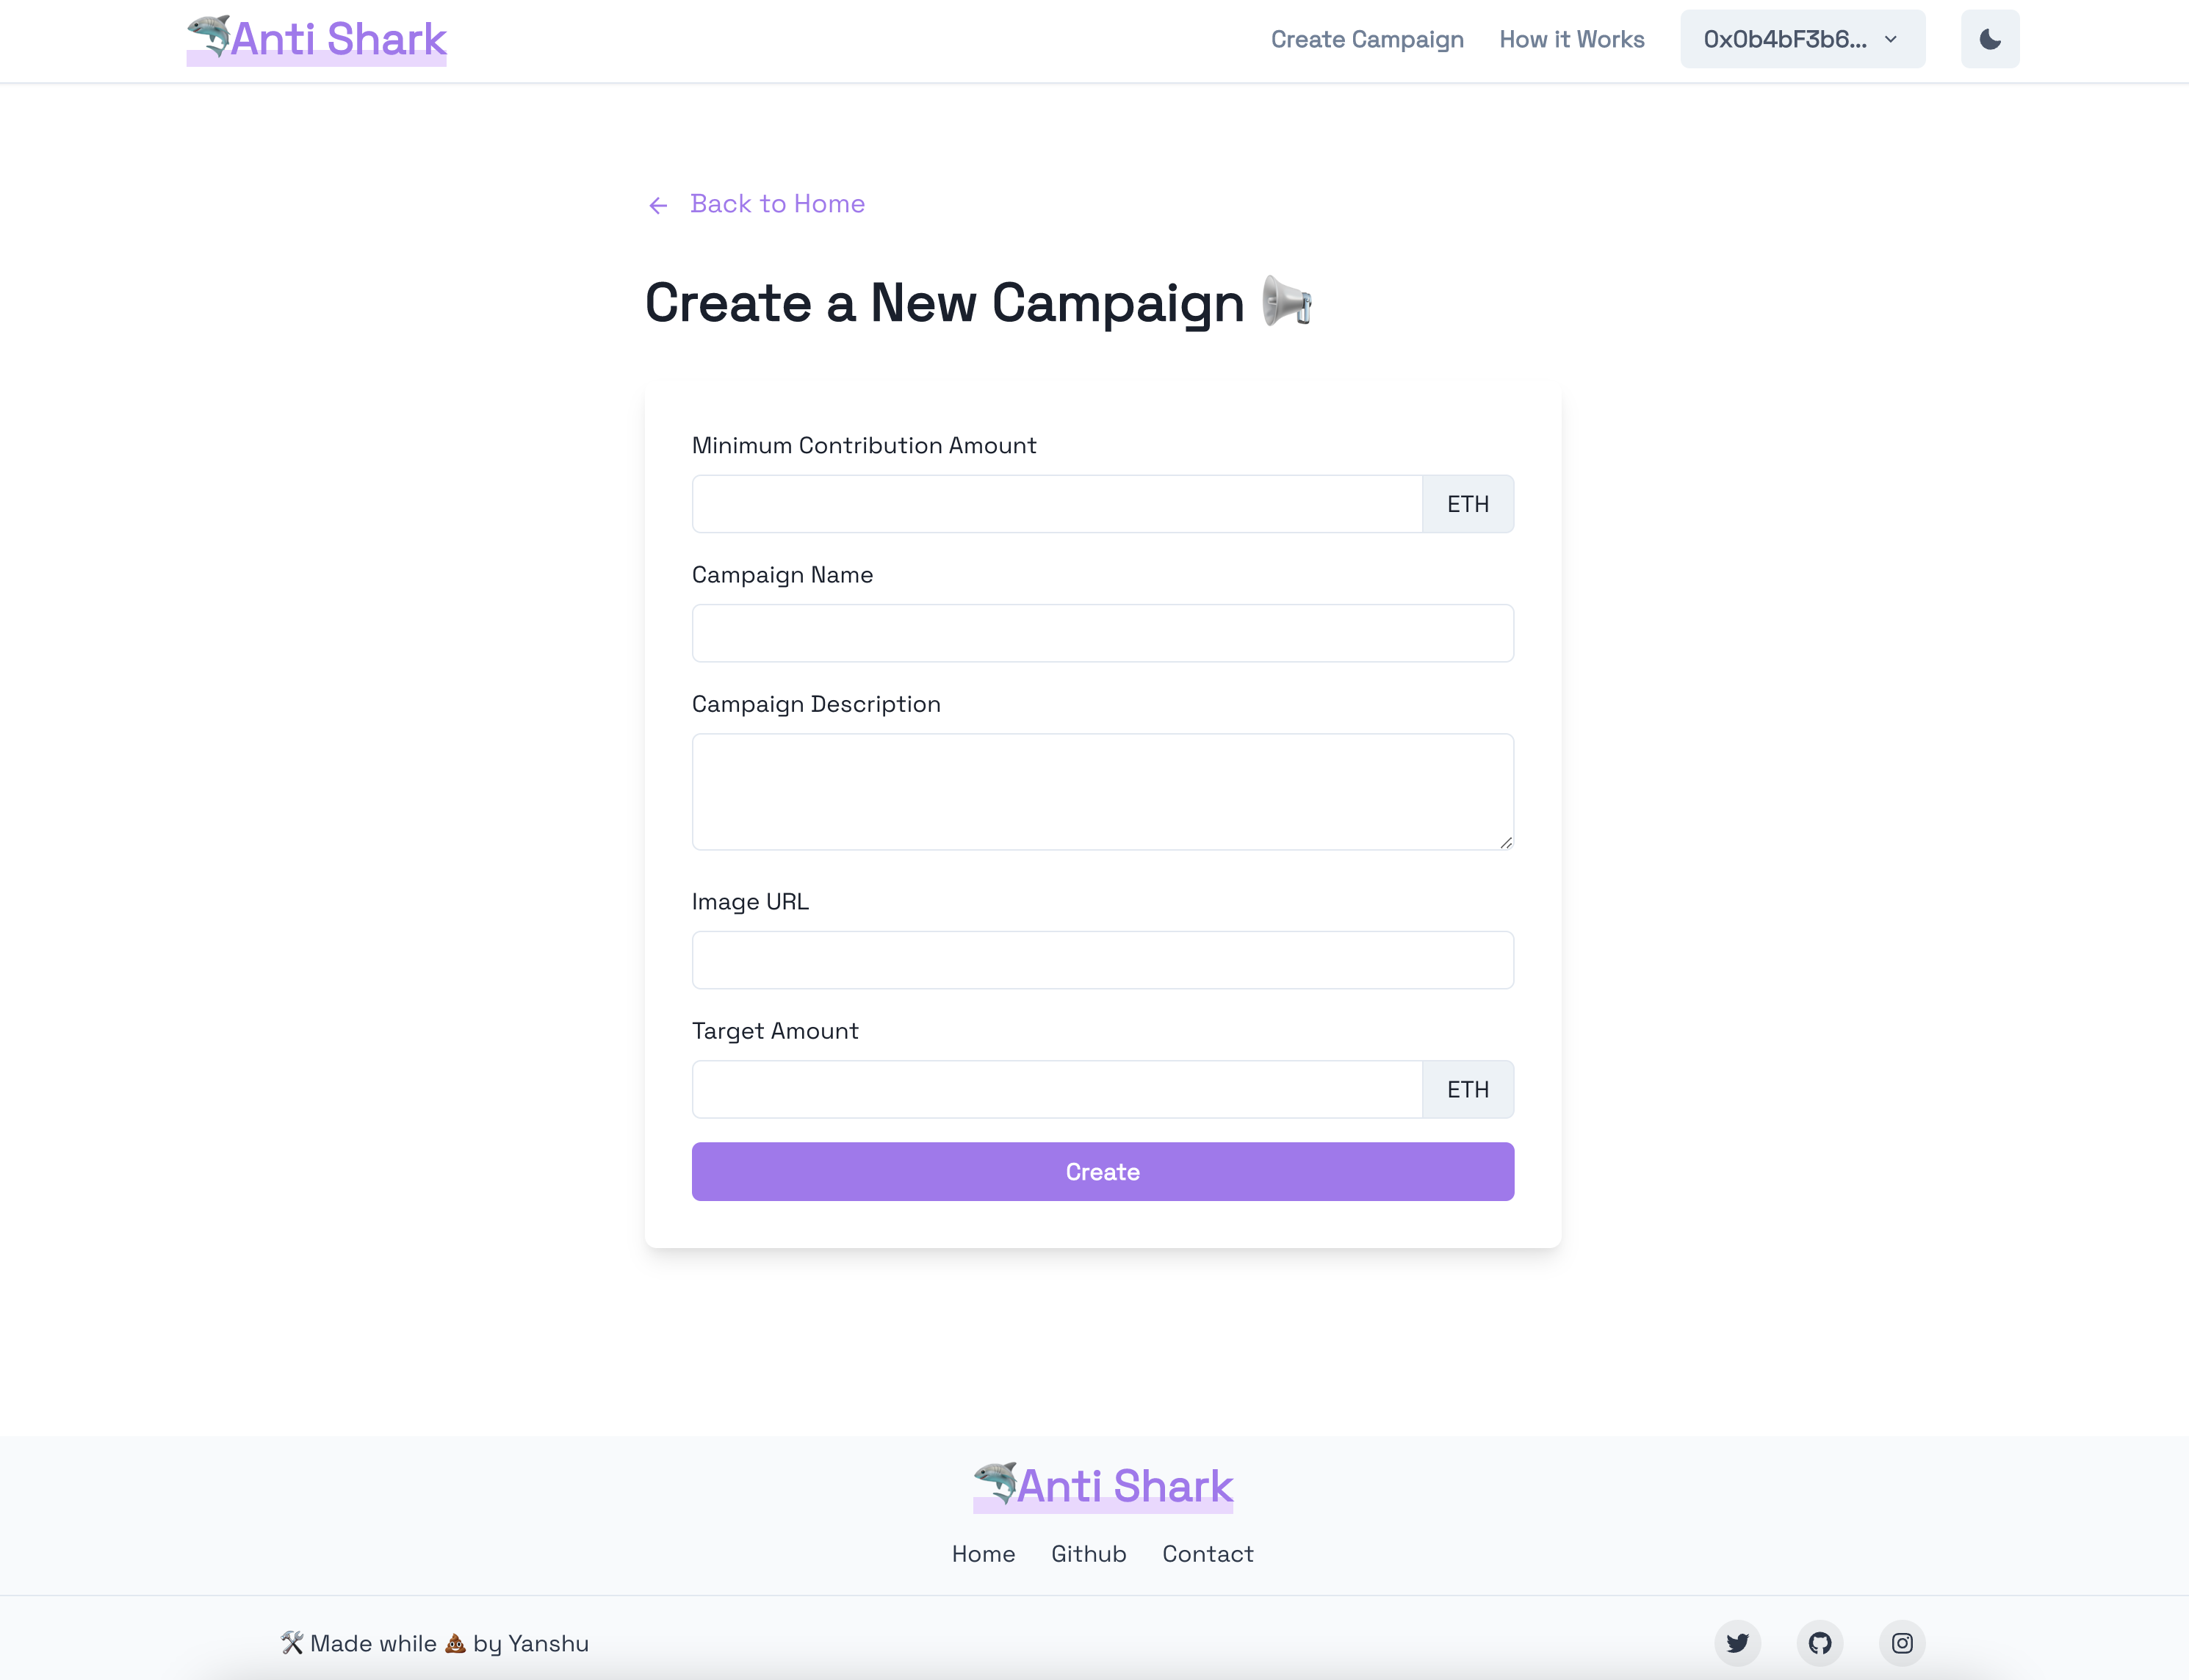 Anti Shark
Create Campaign How it Works 0x0b4bF3b6...
Back to Home
Create a New Campaign
Minimum Contribution Amount
ETH
Campaign Name
Campaign Description
Image URL
Target Amount
ETH
Create
Anti Shark
Home Github Contact
🛠 Made while 💩 by Yanshu